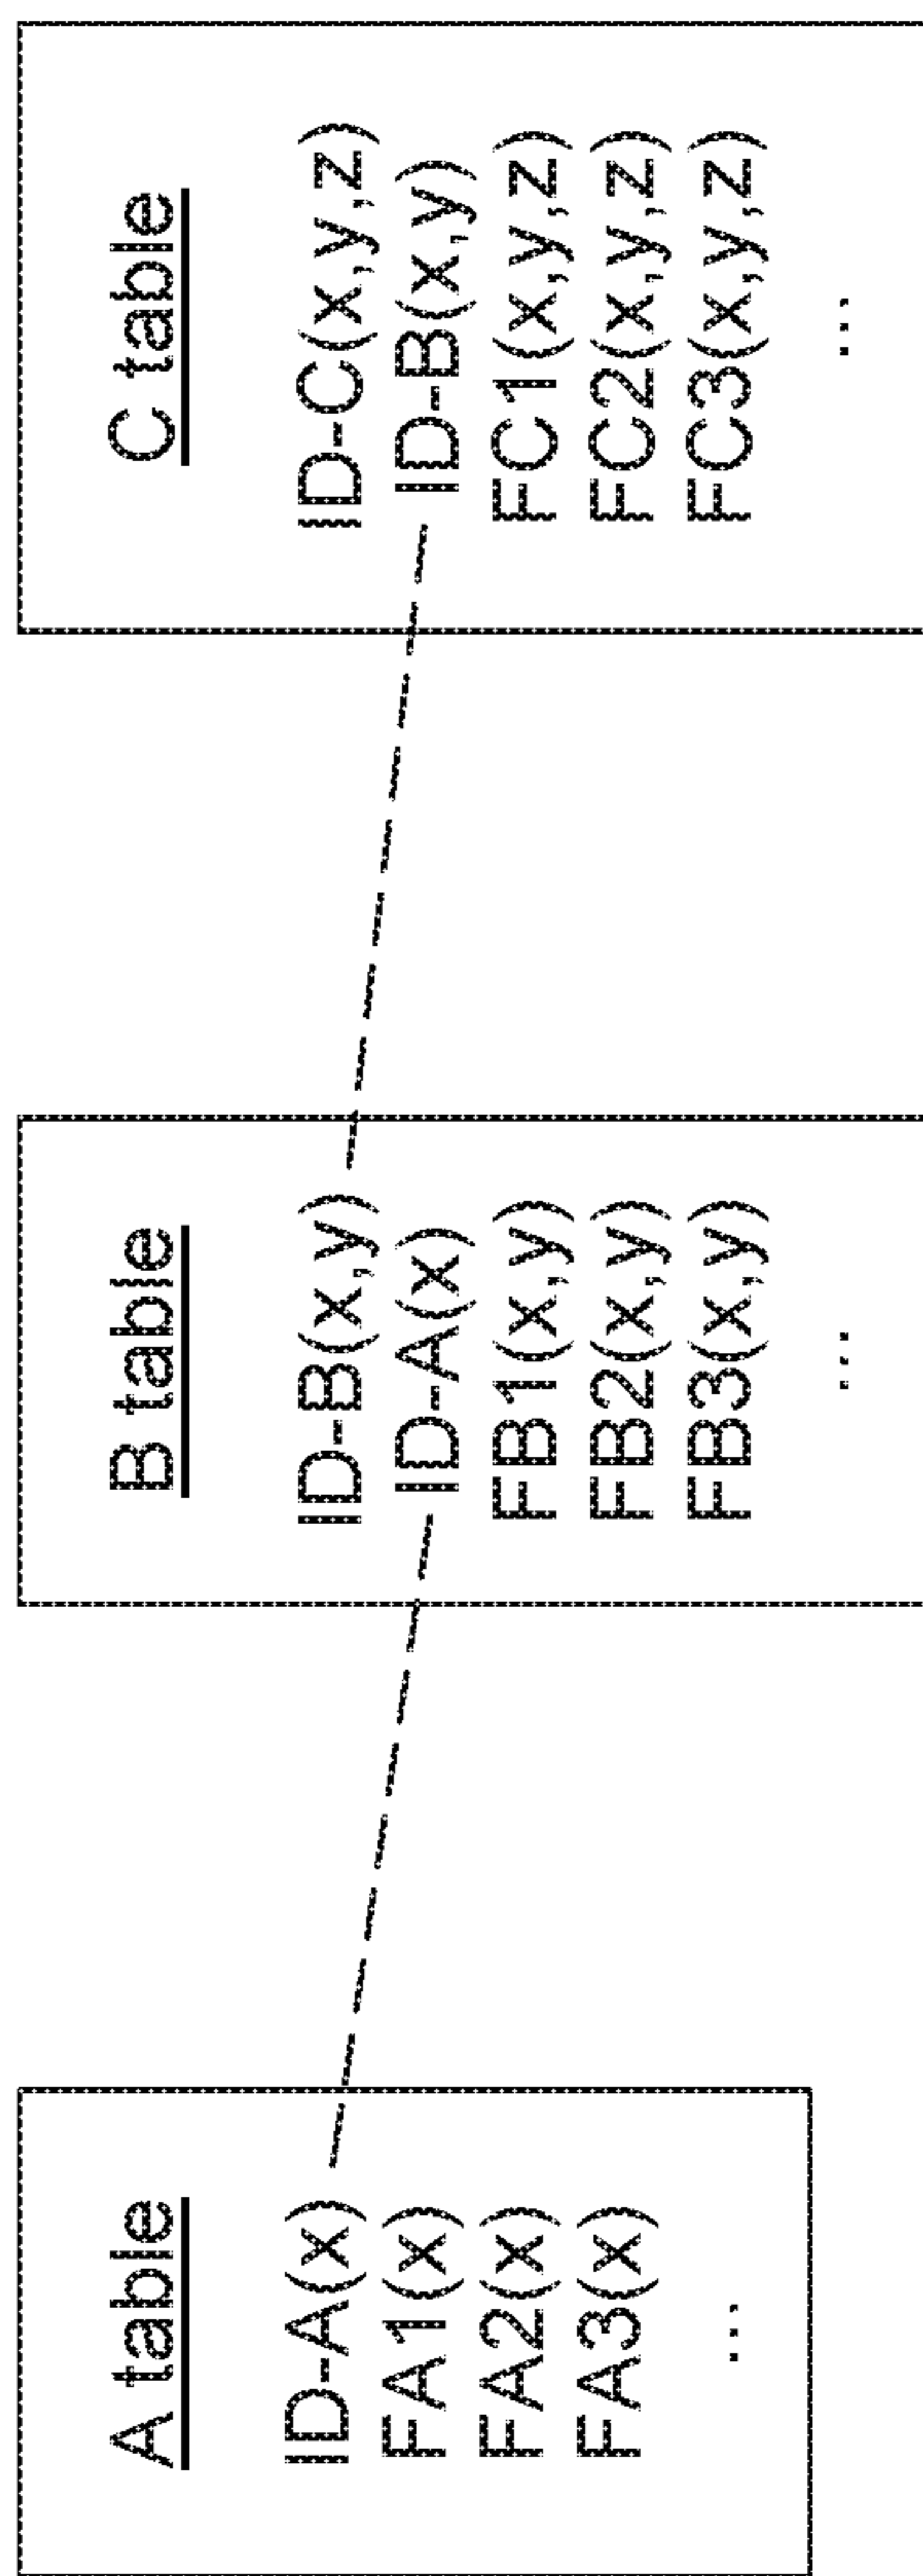 A table
ID-A(x)
FA1(x)
FA2(x)
FA3(x)
...
B table
ID-B(x,y)
ID-A(x)
FB1(x,y)
FB2(x,y)
FB3(x,y)
...
C table
ID-C(x,y,z)
ID-B(x,y)
FC1(x,y,z)
FC2(x,y,z)
FC3(x,y,z)
...